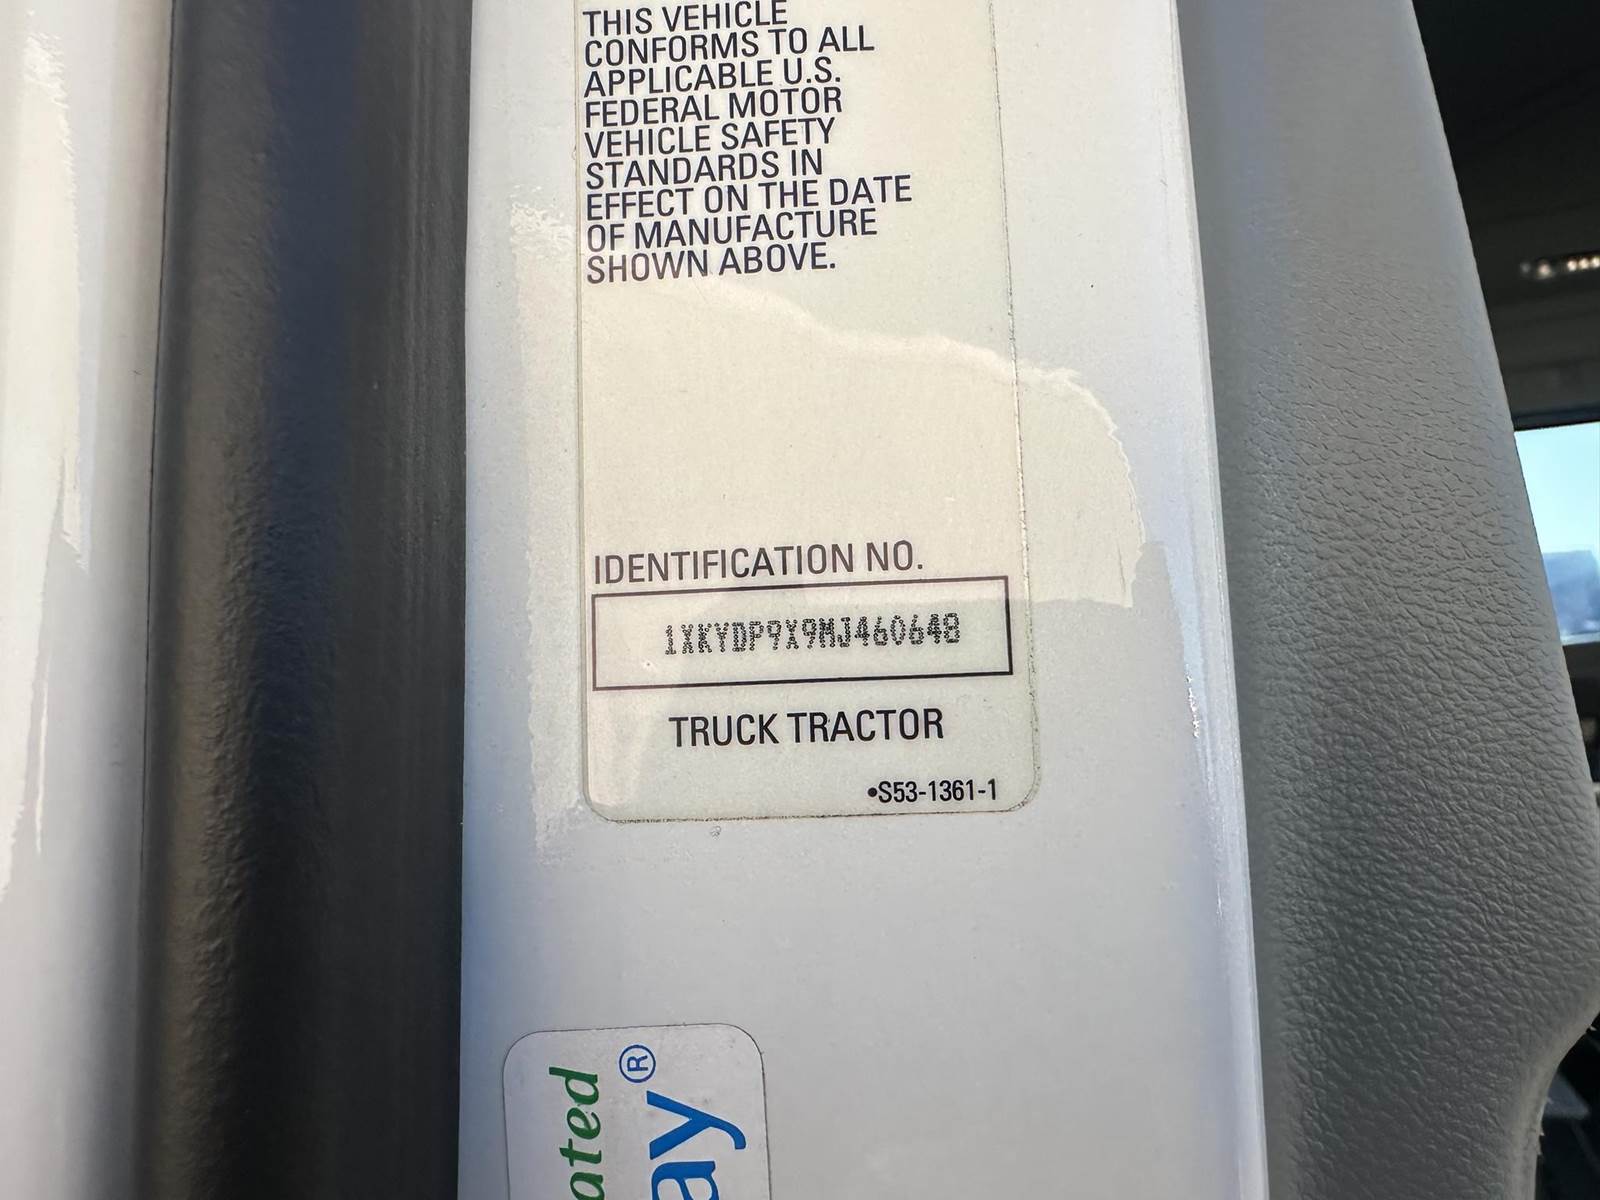 THIS VEHICLE
CONFORMS TO ALL
APPLICABLE U.S.
FEDERAL MOTOR
VEHICLE SAFETY
STANDARDS IN
EFFECT ON THE DATE
OF MANUFACTURE
SHOWN ABOVE.
IDENTIFICATION NO.
1XKYDP9X9MJ460648
TRUCK TRACTOR
•S53-1361-1
ated
ay®